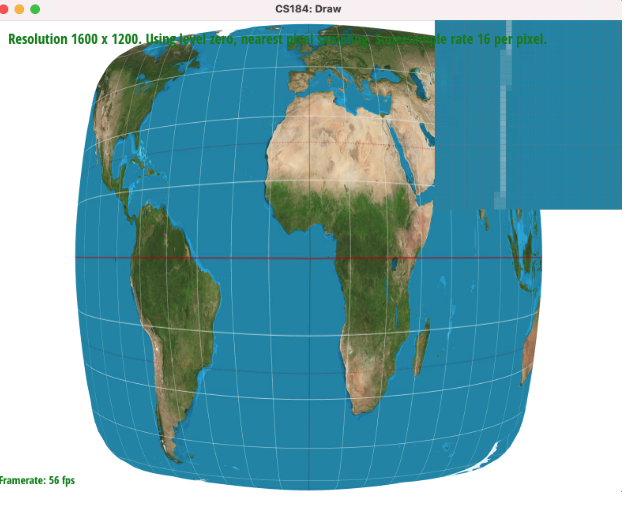 CS184: Draw
Resolution 1600 x 1200. Using level zero, nearest pixel sampling. Supersample rate 16 per pixel.
Framerate: 56 fps